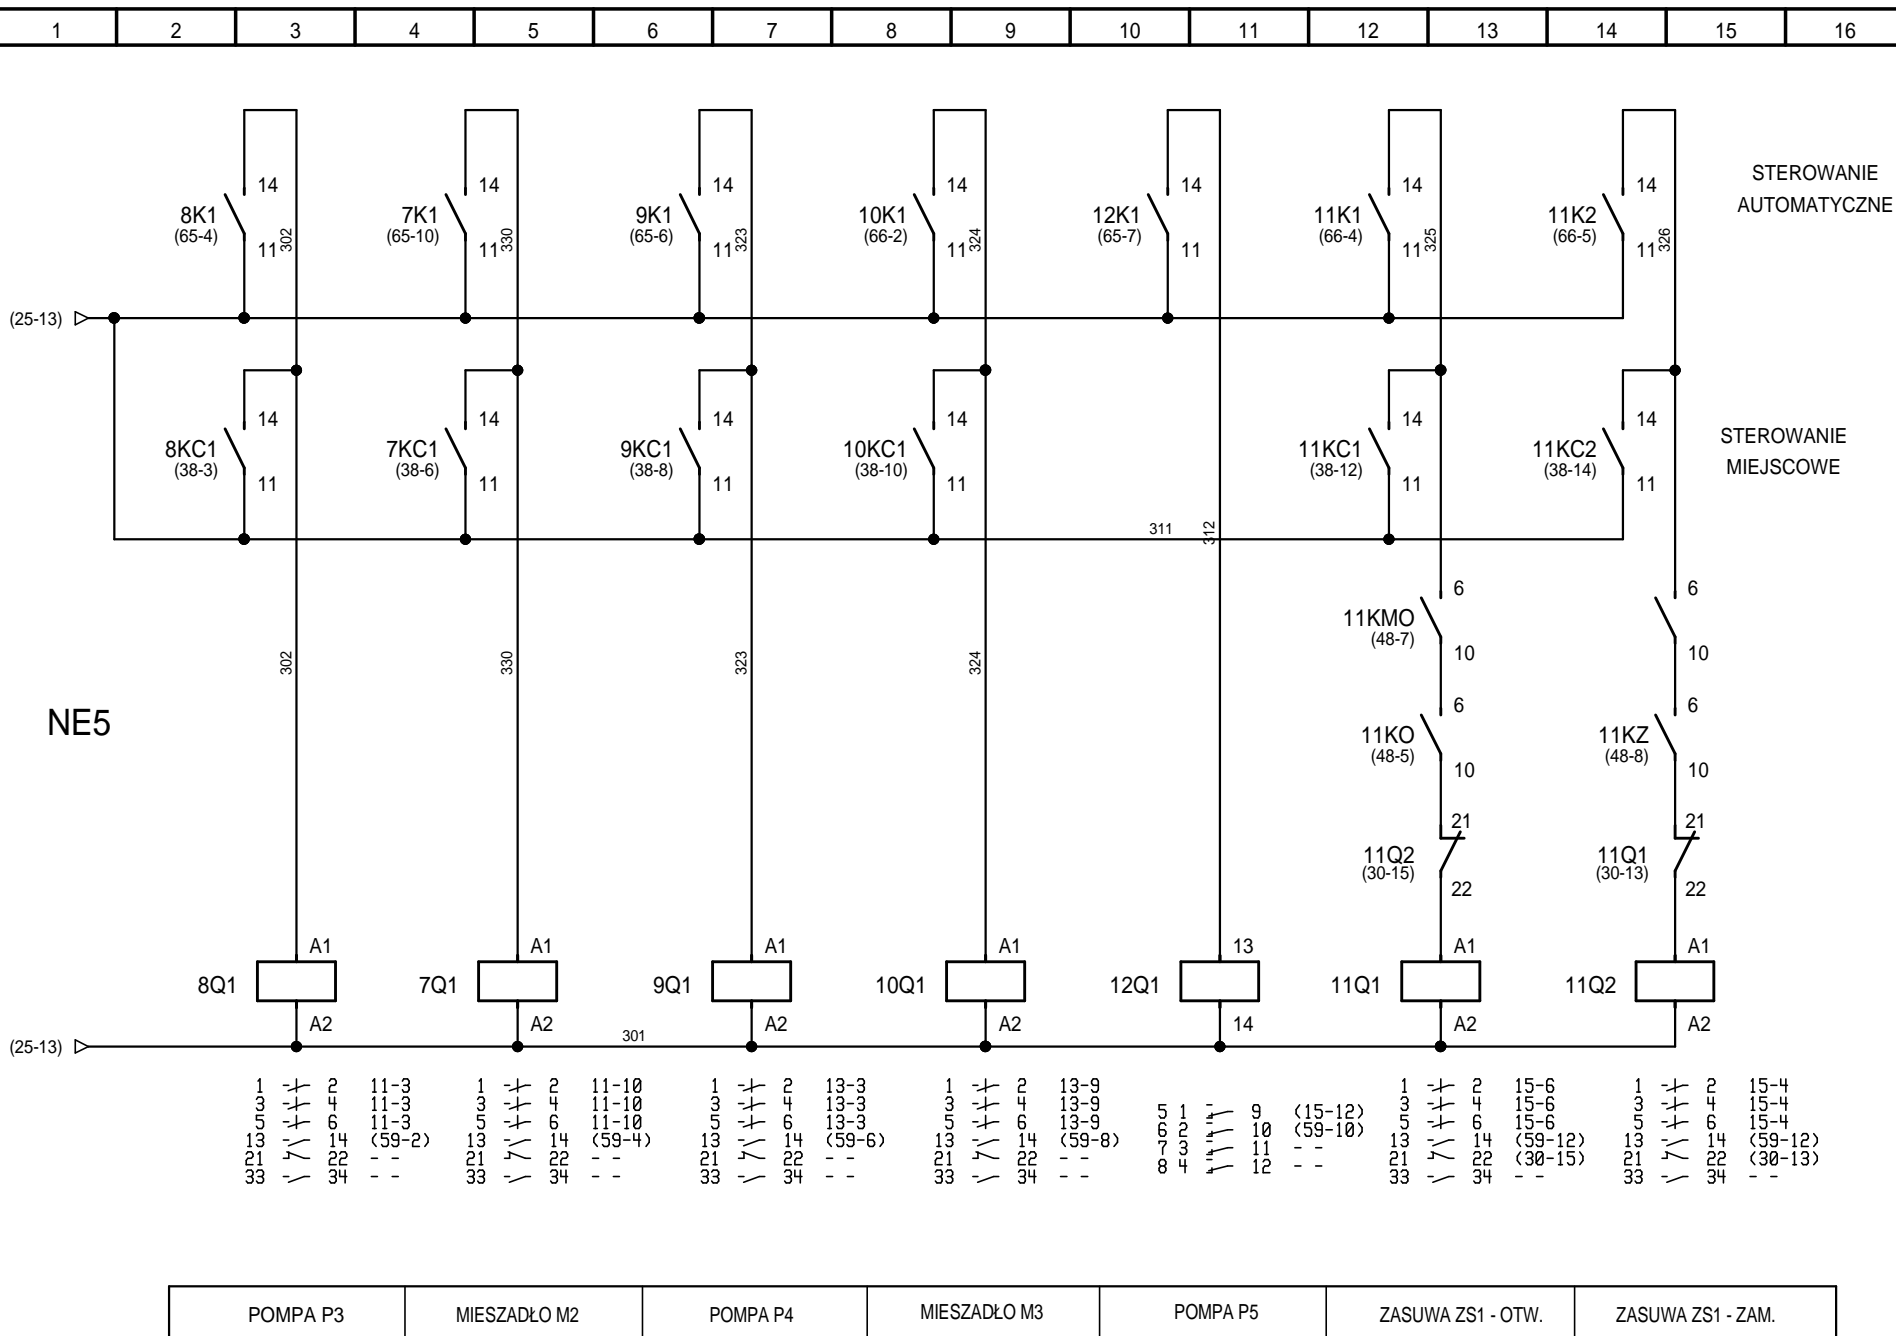 1 2 3 4 5 6 7 8 9 10 11 12 13 14 15 16
14 14 14 14 14 14 14
STEROWANIE
AUTOMATYCZNE
8K1 7K1 9K1 10K1 12K1 11K1 11K2
(65-4) (65-10) (65-6) (66-2) (65-7) (66-4) (66-5)
11 302 11 330 11 323 11 324 11 11 325 11 326
(25-13)
14 14 14 14 14 14
STEROWANIE
MIEJSCOWE
8KC1 7KC1 9KC1 10KC1 11KC1 11KC2
(38-3) (38-6) (38-8) (38-10) (38-12) (38-14)
11 11 11 11 11 11
311 312
6 6
11KMO
(48-7)
10 10
302 330 323 324
NE5
6 6
11KO 11KZ
(48-5) (48-8)
10 10
21 21
11Q2 11Q1
(30-15) (30-13)
22 22
A1 A1 A1 A1 13 A1 A1
8Q1 7Q1 9Q1 10Q1 12Q1 11Q1 11Q2
A2 A2 A2 A2 14 A2 A2
301
(25-13)
1 2 11-3
3 4 11-3
5 6 11-3
13 14 (59-2)
21 22 - -
33 34 - -
1 2 11-10
3 4 11-10
5 6 11-10
13 14 (59-4)
21 22 - -
33 34 - -
1 2 13-3
3 4 13-3
5 6 13-3
13 14 (59-6)
21 22 - -
33 34 - -
1 2 13-9
3 4 13-9
5 6 13-9
13 14 (59-8)
21 22 - -
33 34 - -
5 1 9 (15-12)
6 2 10 (59-10)
7 3 11 - -
8 4 12 - -
1 2 15-6
3 4 15-6
5 6 15-6
13 14 (59-12)
21 22 (30-15)
33 34 - -
1 2 15-4
3 4 15-4
5 6 15-4
13 14 (59-12)
21 22 (30-13)
33 34 - -
POMPA P3 MIESZADŁO M2 POMPA P4 MIESZADŁO M3 POMPA P5 ZASUWA ZS1 - OTW. ZASUWA ZS1 - ZAM.